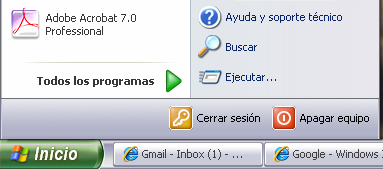 Adobe Acrobat 7.0
Professional
Todos los programas
Ayuda y soporte técnico
Buscar
Ejecutar...
Cerrar sesión
Apagar equipo
Inicio
Gmail - Inbox (1) - ...
Google - Windows